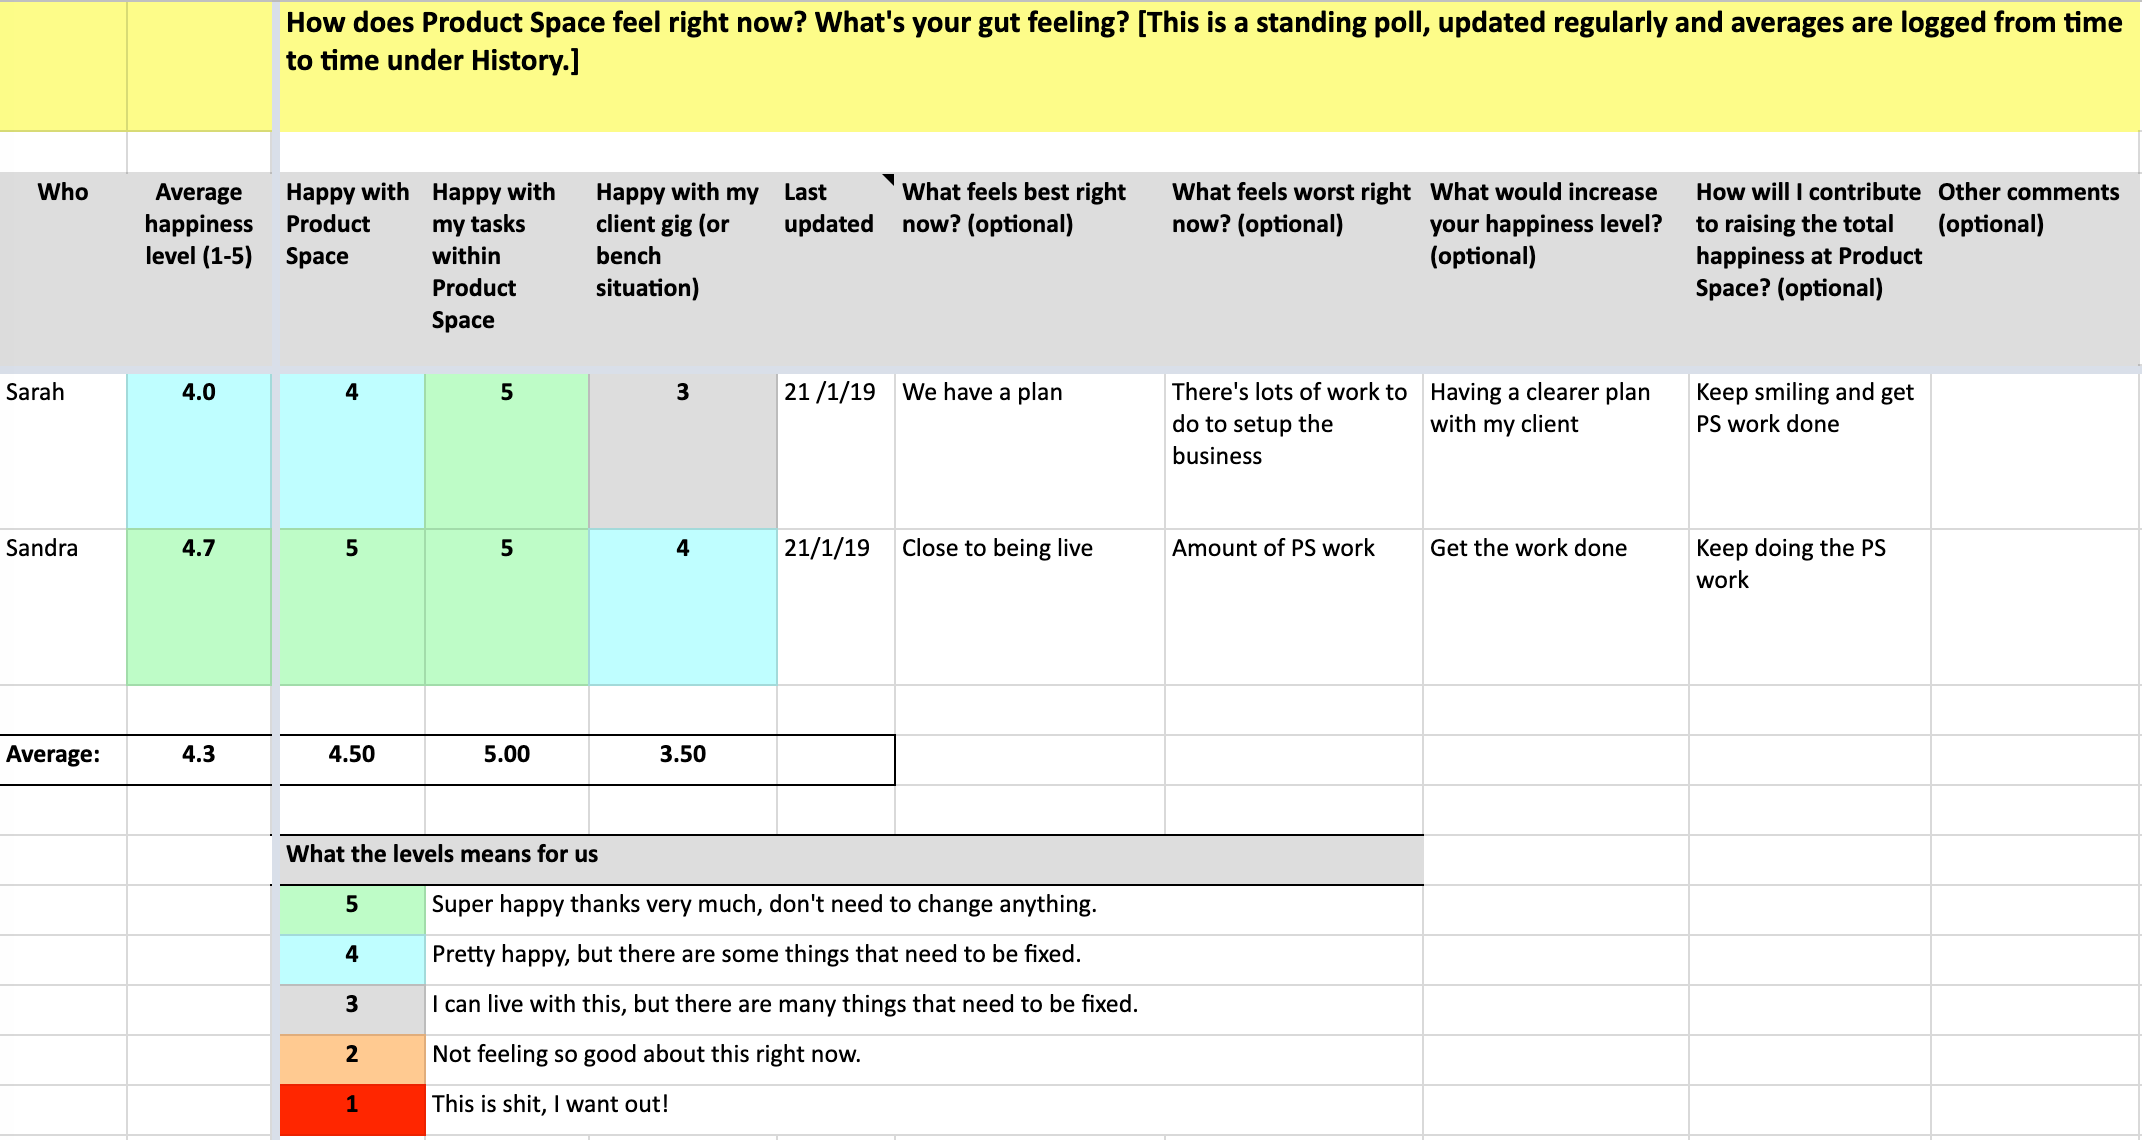 How does Product Space feel right now? What's your gut feeling? [This is a standing poll, updated regularly and averages are logged from time
to time under History.]
Who
Average
happiness
level (1-5)
Happy with
Product
Space
Happy with
my tasks
within
Product
Space
Happy with my
client gig (or
bench
situation)
Last
updated
What feels best right
now? (optional)
What feels worst right
now? (optional)
What would increase
your happiness level?
(optional)
How will I contribute
to raising the total
happiness at Product
Space? (optional)
Other comments
(optional)
Sarah
4.0
4
5
3
21 /1/19
We have a plan
There's lots of work to
do to setup the
business
Having a clearer plan
with my client
Keep smiling and get
PS work done
Sandra
4.7
5
5
4
21/1/19
Close to being live
Amount of PS work
Get the work done
Keep doing the PS
work
Average:
4.3
4.50
5.00
3.50
What the levels means for us
5
Super happy thanks very much, don't need to change anything.
4
Pretty happy, but there are some things that need to be fixed.
3
I can live with this, but there are many things that need to be fixed.
2
Not feeling so good about this right now.
1
This is shit, I want out!